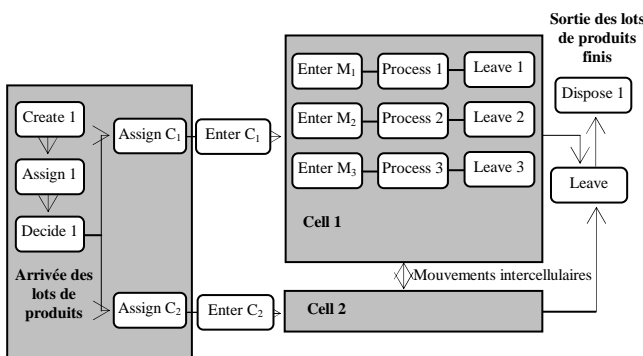 Sortie des lots
de produits
finis
Enter M₁ Process 1 Leave 1
Dispose 1
Create 1
Assign C₁ Enter C₁ Enter M₂ Process 2 Leave 2
Assign 1
Enter M₃ Process 3 Leave 3
Leave
Decide 1
Cell 1
Arrivée des
lots de
produits
Mouvements intercellulaires
Assign C₂ Enter C₂ Cell 2